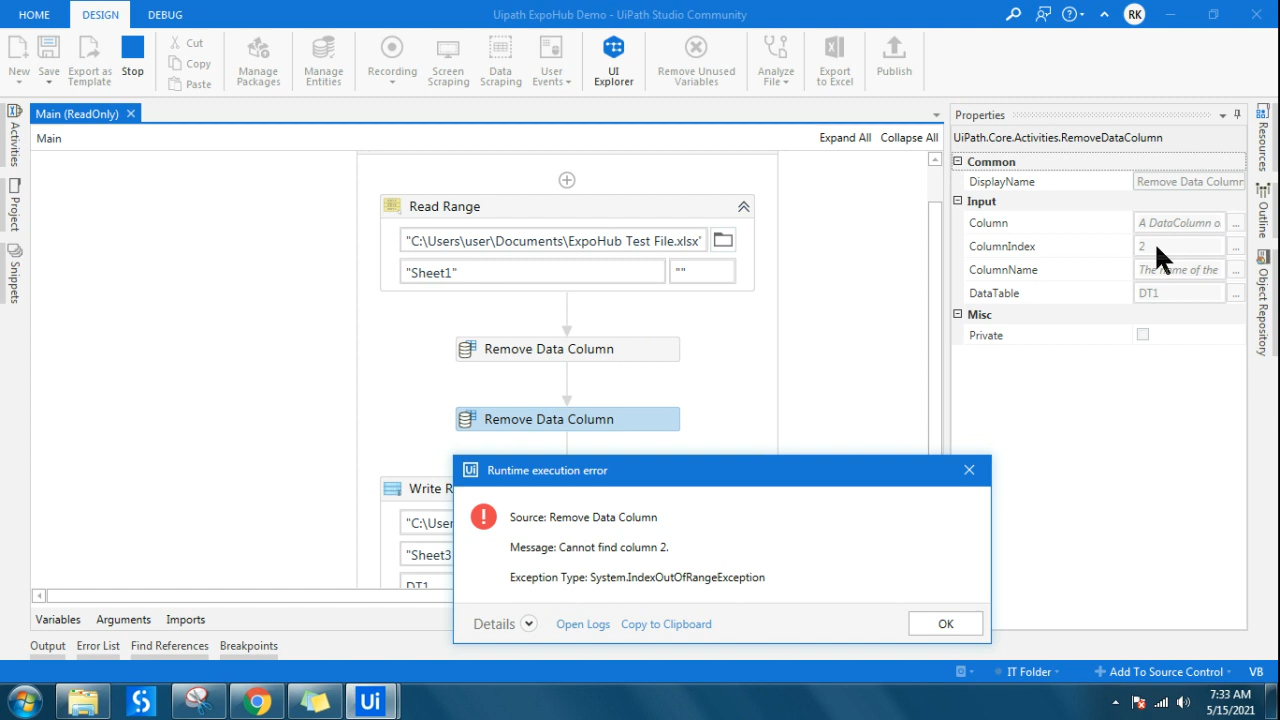 HOME DESIGN DEBUG Uipath ExpoHub Demo - UiPath Studio Community RK
New Save Export as Template Stop Cut Copy Paste Manage Packages Manage Entities Recording Screen Scraping Data Scraping User Events UI Explorer Remove Unused Variables Analyze File Export to Excel Publish
Main (ReadOnly)
Main Expand All Collapse All
Activities
Project
Snippets
Read Range
"C:\Users\user\Documents\ExpoHub Test File.xlsx"
"Sheet1" ""
Remove Data Column
Remove Data Column
Write R
"C:\User
"Sheet3
DT1
Properties
UiPath.Core.Activities.RemoveDataColumn
Common
DisplayName Remove Data Column
Input
Column A DataColumn o ...
ColumnIndex 2 ...
ColumnName The name of the ...
DataTable DT1 ...
Misc
Private
Resources
Outline
Object Repository
Ui Runtime execution error
Source: Remove Data Column
Message: Cannot find column 2.
Exception Type: System.IndexOutOfRangeException
Details Open Logs Copy to Clipboard OK
Variables Arguments Imports
Output Error List Find References Breakpoints
IT Folder Add To Source Control VB
Ui
7:33 AM
5/15/2021